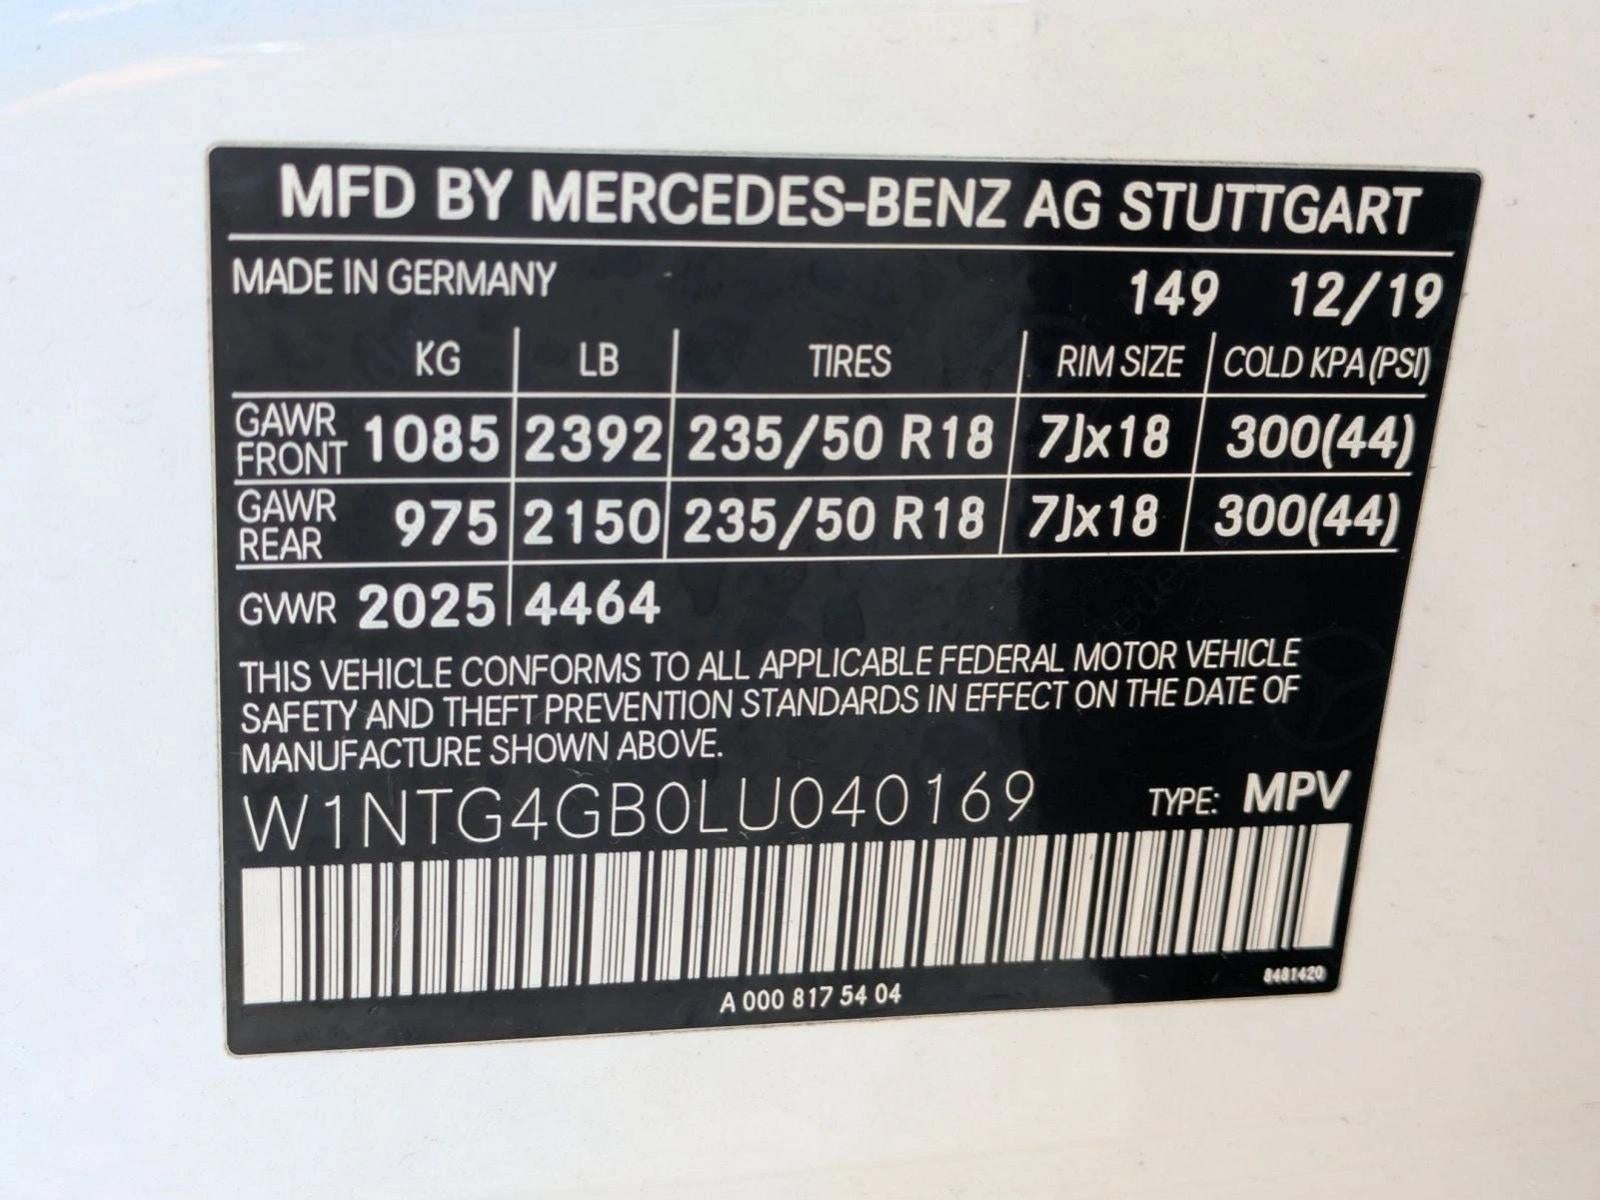 MFD BY MERCEDES-BENZ AG STUTTGART
MADE IN GERMANY 149 12/19
KG LB TIRES RIM SIZE COLD KPA (PSI)
GAWR FRONT 1085 2392 235/50 R18 7Jx18 300(44)
GAWR REAR 975 2150 235/50 R18 7Jx18 300(44)
GVWR 2025 4464
THIS VEHICLE CONFORMS TO ALL APPLICABLE FEDERAL MOTOR VEHICLE
SAFETY AND THEFT PREVENTION STANDARDS IN EFFECT ON THE DATE OF
MANUFACTURE SHOWN ABOVE.
W1NTG4GB0LU040169 TYPE: MPV
8481420
A 000 817 54 04